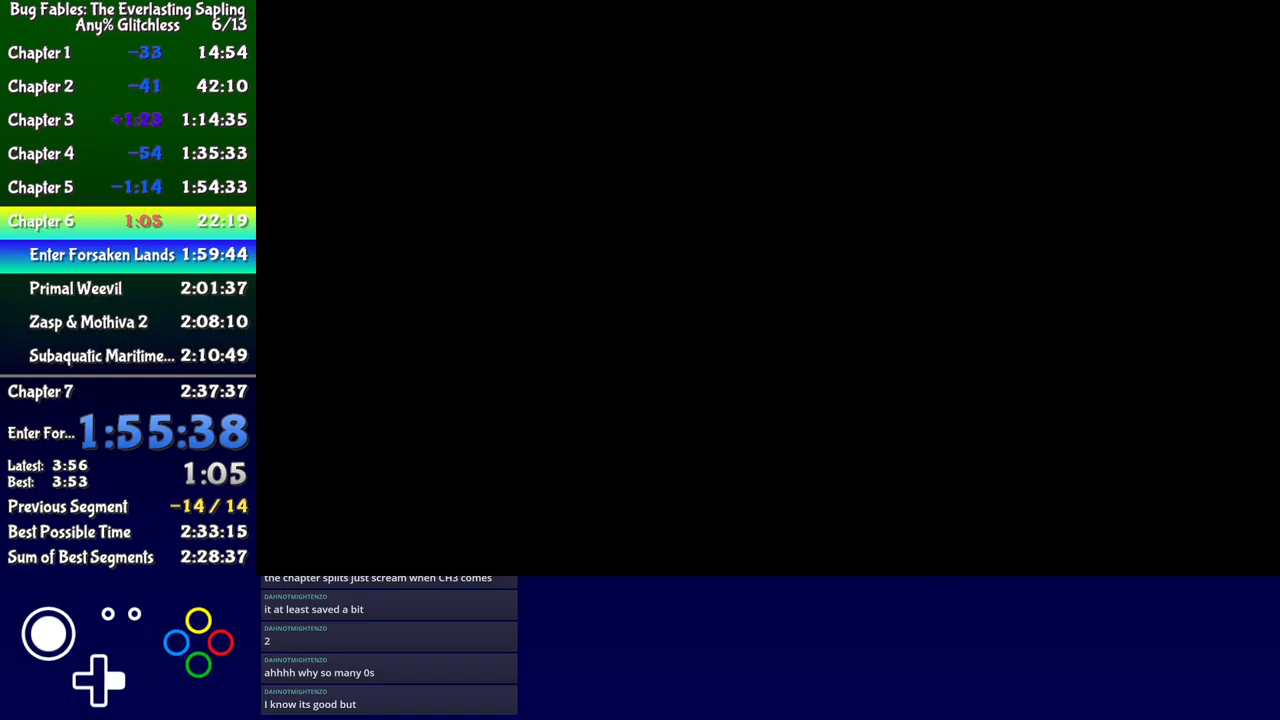 Bug Fables: The Everlasting Sapling
Any% Glitchless 6/13
Chapter 1 -33 14:54
Chapter 2 -41 42:10
Chapter 3 +1:23 1:14:35
Chapter 4 -54 1:35:33
Chapter 5 -1:14 1:54:33
Chapter 6 1:05 22:19
Enter Forsaken Lands 1:59:44
Primal Weevil 2:01:37
Zasp & Mothiva 2 2:08:10
Subaquatic Maritime... 2:10:49
Chapter 7 2:37:37
Enter For... 1:55:38
Latest: 3:56
Best: 3:53
1:05
Previous Segment -14 / 14
Best Possible Time 2:33:15
Sum of Best Segments 2:28:37
the chapter splits just scream when CH3 comes
DAHNOTMIGHTENZO
it at least saved a bit
DAHNOTMIGHTENZO
2
DAHNOTMIGHTENZO
ahhhh why so many 0s
DAHNOTMIGHTENZO
I know its good but